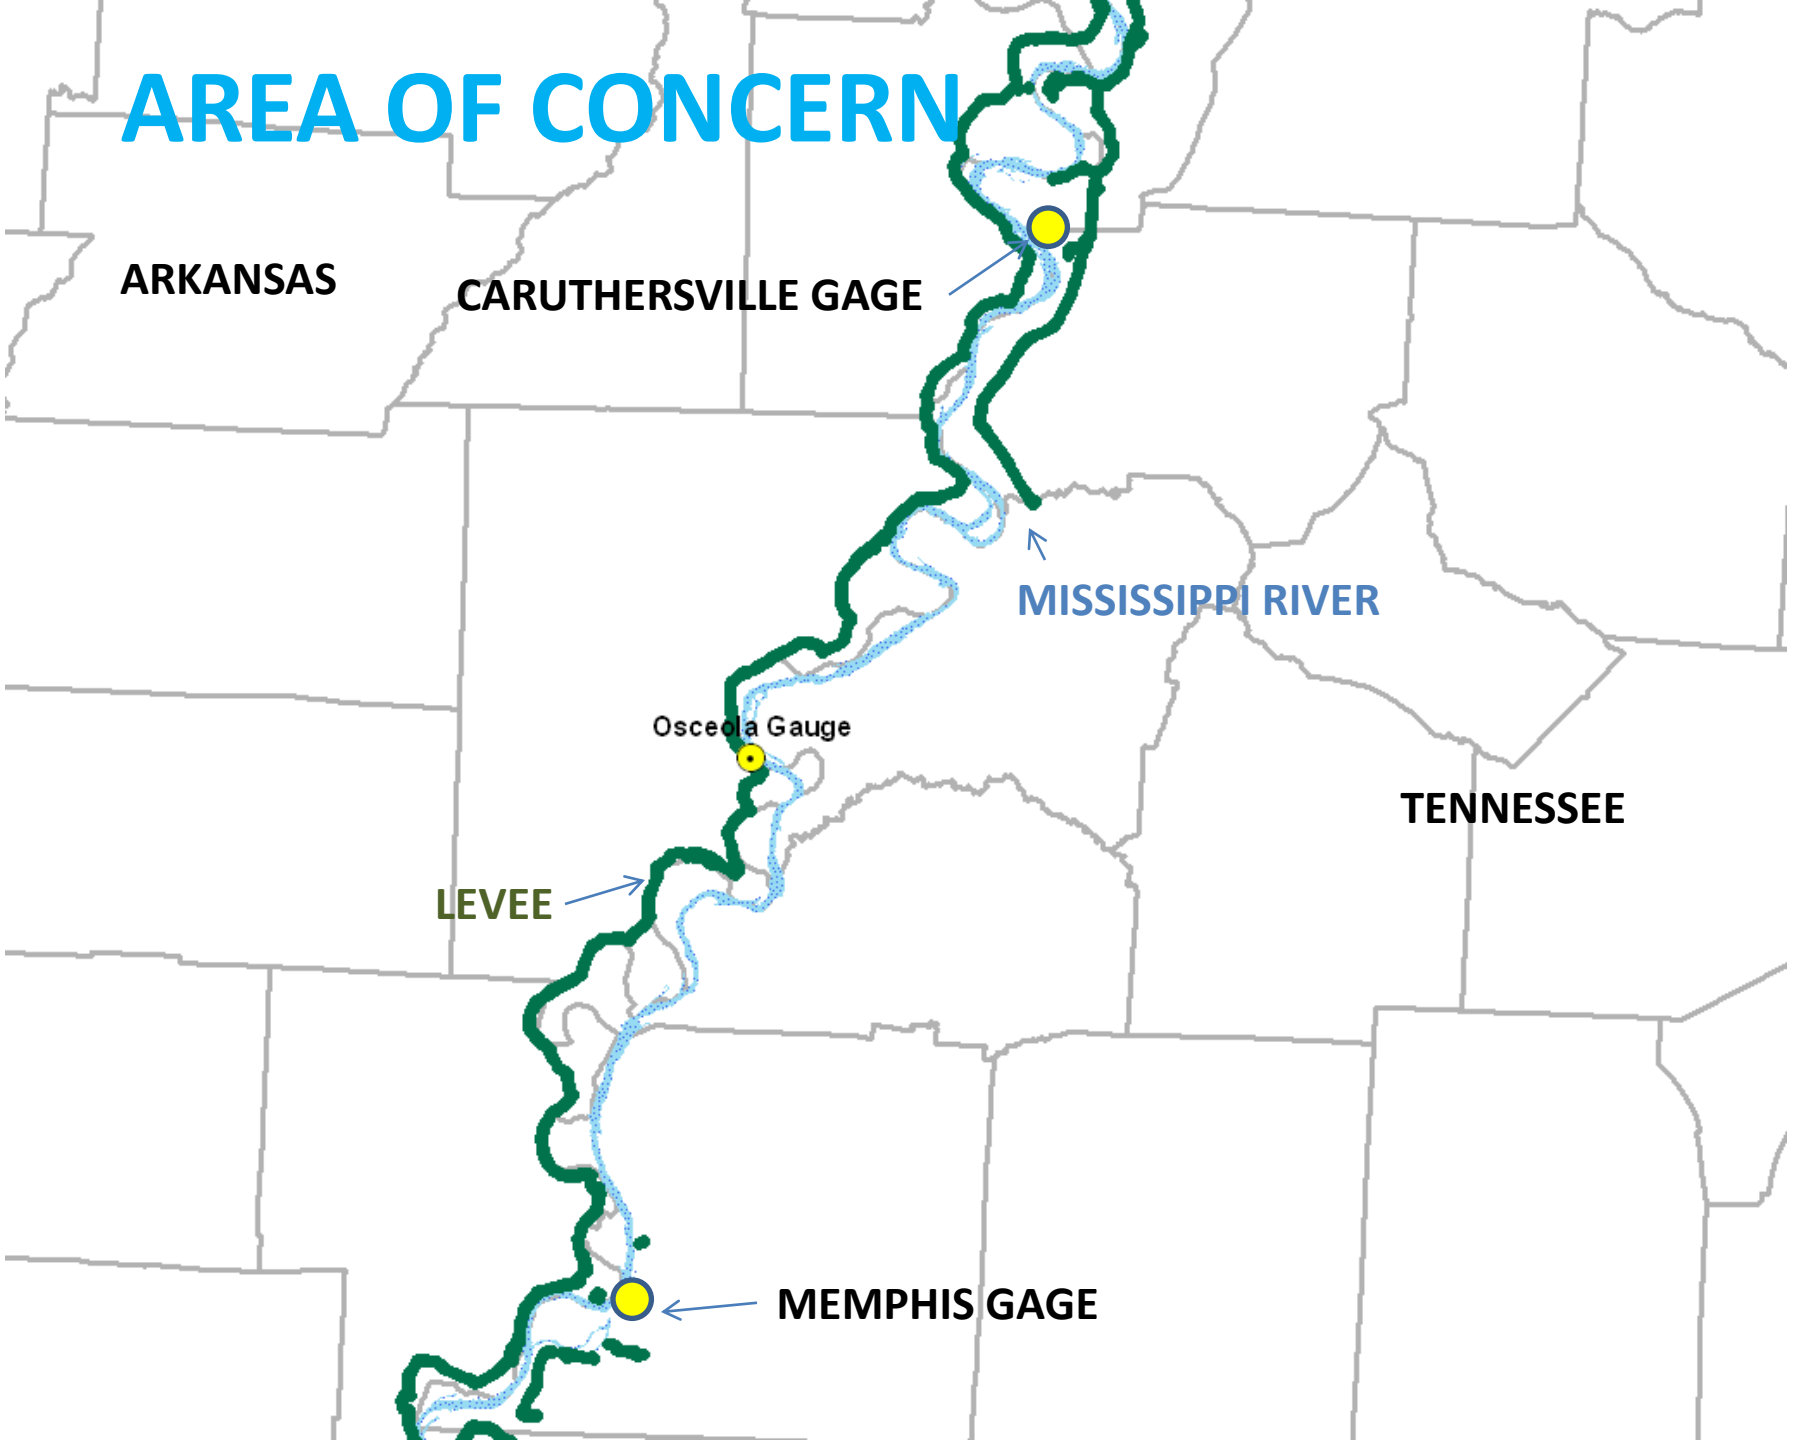 AREA OF CONCERN
ARKANSAS
CARUTHERSVILLE GAGE
MISSISSIPPI RIVER
Osceola Gauge
TENNESSEE
LEVEE
MEMPHIS GAGE